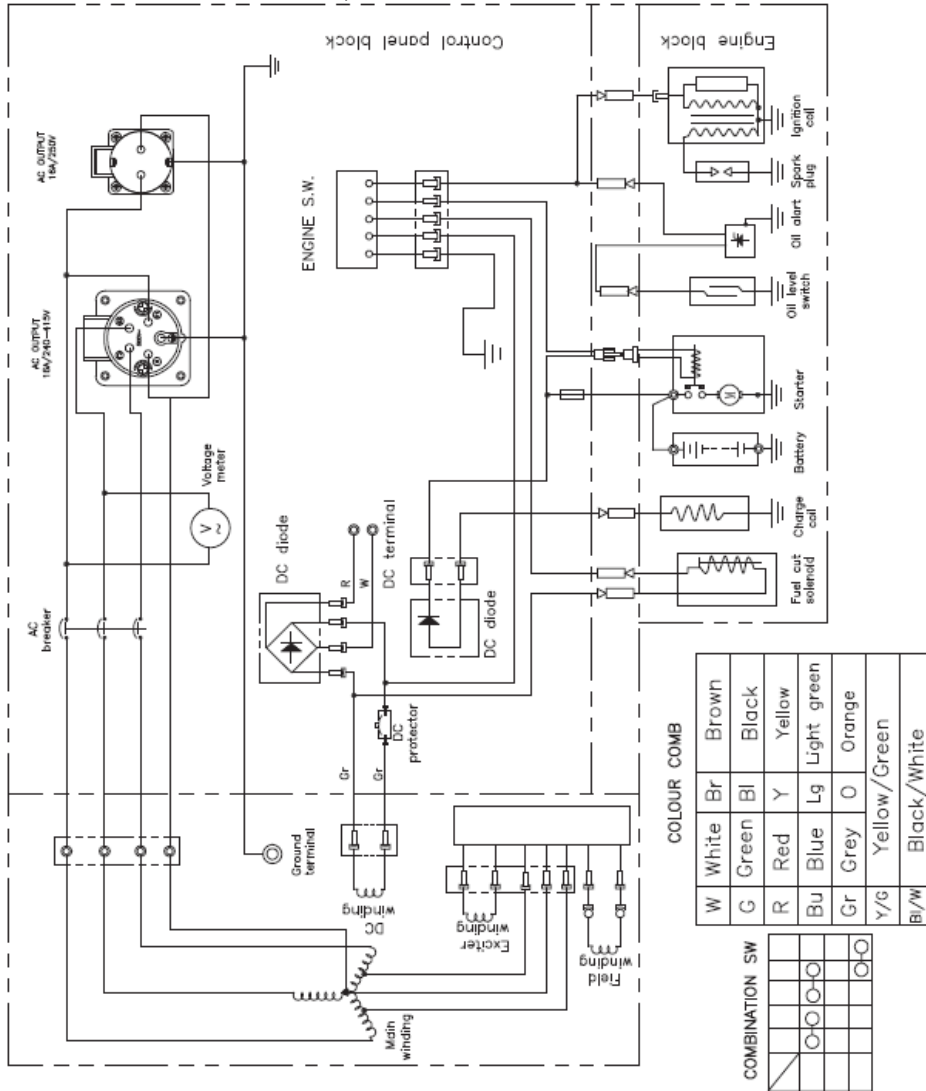 Control panel block
Engine block
AC OUTPUT
16A/250V
AC OUTPUT
16A/240-415V
ENGINE S.W.
Voltage
meter
V
AC
breaker
DC diode
R
W
DC terminal
DC diode
DC
protector
Gr
Gr
Ground
terminal
DC
winding
Exciter
winding
Field
winding
Main
winding
Ignition
coil
Spark
plug
Oil alart
Oil level
switch
Starter
M
Battery
Charge
coil
Fuel cut
solenoid
COLOUR COMB
W White Br Brown
G Green Bl Black
R Red Y Yellow
Bu Blue Lg Light green
Gr Grey O Orange
Y/G Yellow/Green
Bl/W Black/White
COMBINATION SW